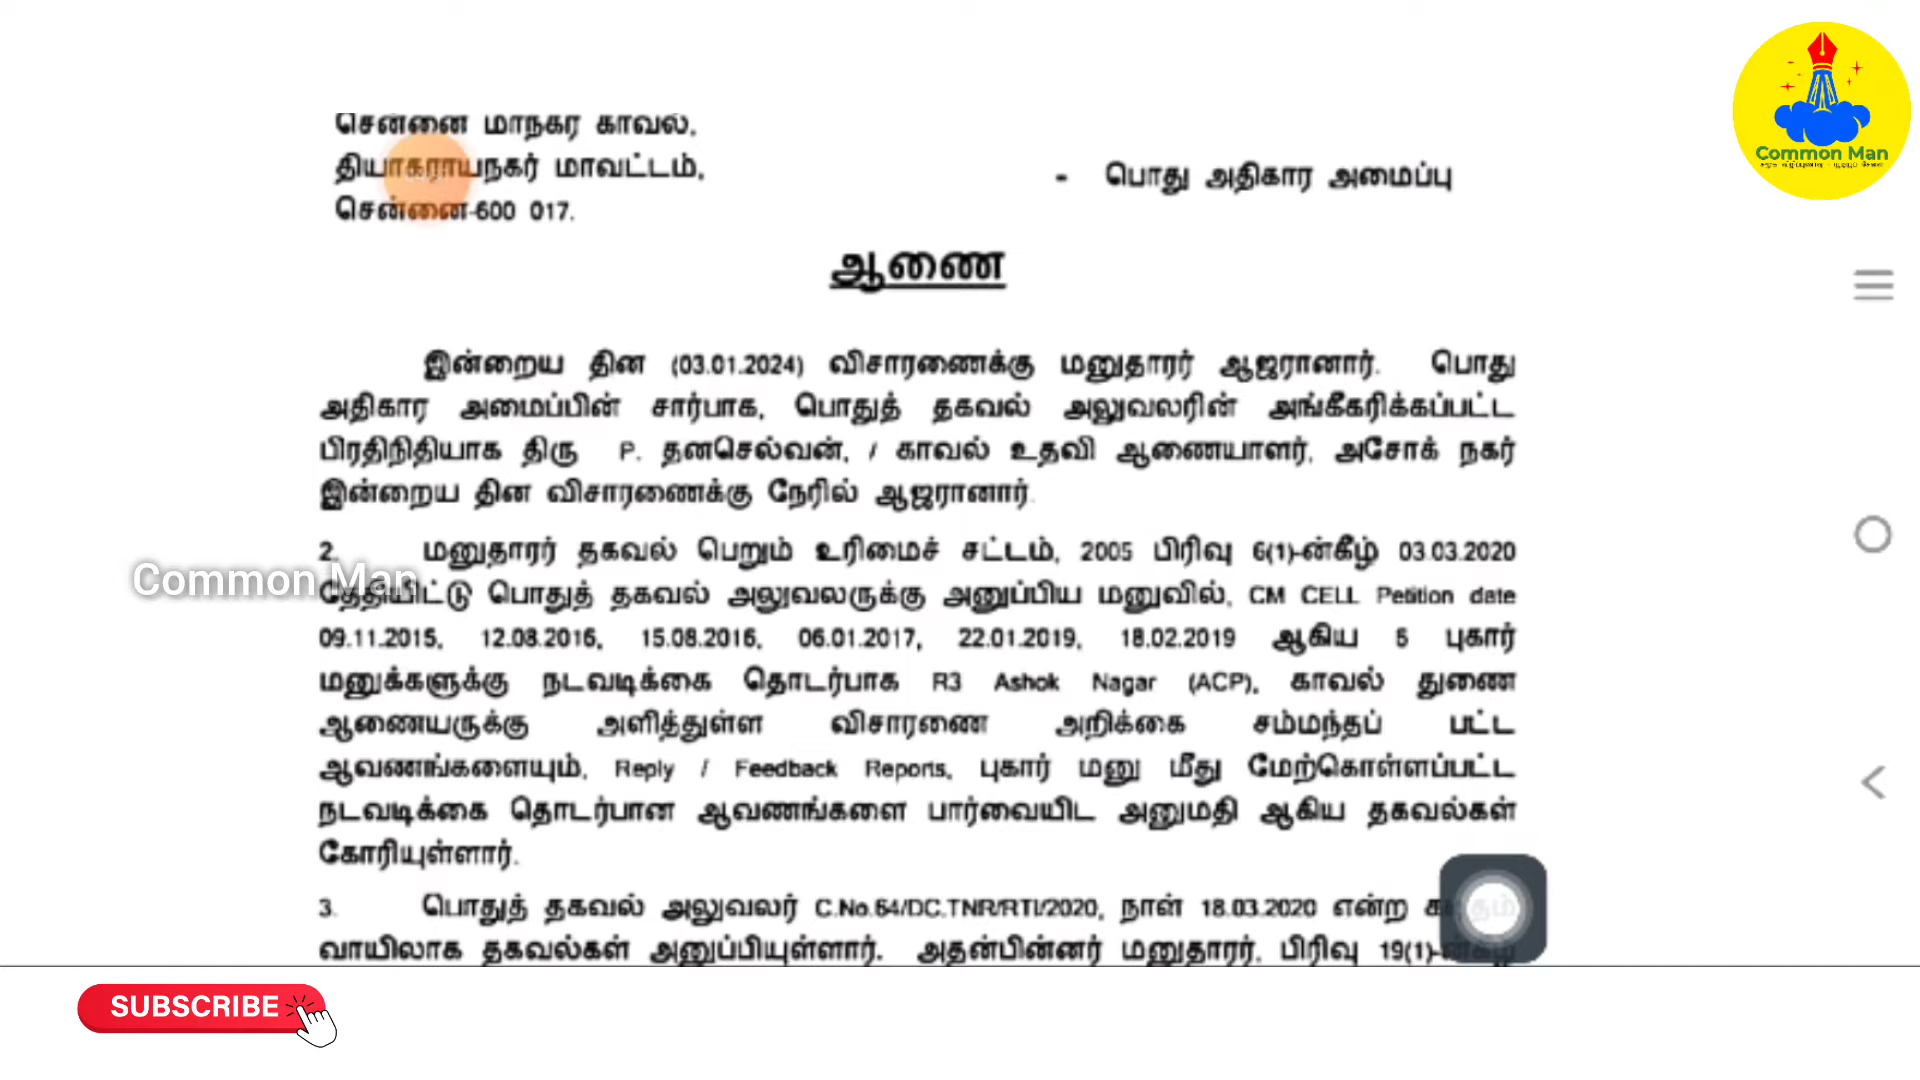 சென்னை மாநகர காவல்,
தியாகராயநகர் மாவட்டம்,
- பொது அதிகார அமைப்பு
சென்னை-600 017.
ஆணை
இன்றைய தின (03.01.2024) விசாரணைக்கு மனுதாரர் ஆஜரானார். பொது
அதிகார அமைப்பின் சார்பாக, பொதுத் தகவல் அலுவலரின் அங்கீகரிக்கப்பட்ட
பிரதிநிதியாக திரு P. தனசெல்வன், / காவல் உதவி ஆணையாளர், அசோக் நகர்
இன்றைய தின விசாரணைக்கு நேரில் ஆஜரானார்.
2. மனுதாரர் தகவல் பெறும் உரிமைச் சட்டம், 2005 பிரிவு 6(1)-ன்கீழ் 03.03.2020
தேதியிட்டு பொதுத் தகவல் அலுவலருக்கு அனுப்பிய மனுவில், CM CELL Petition date
09.11.2015, 12.08.2016, 15.08.2016, 06.01.2017, 22.01.2019, 18.02.2019 ஆகிய 5 புகார்
மனுக்களுக்கு நடவடிக்கை தொடர்பாக R3 Ashok Nagar (ACP), காவல் துணை
ஆணையருக்கு அளித்துள்ள விசாரணை அறிக்கை சம்மந்தப் பட்ட
ஆவணங்களையும், Reply / Feedback Reports, புகார் மனு மீது மேற்கொள்ளப்பட்ட
நடவடிக்கை தொடர்பான ஆவணங்களை பார்வையிட அனுமதி ஆகிய தகவல்கள்
கோரியுள்ளார்.
3. பொதுத் தகவல் அலுவலர் C.No.54/DC.TNR/RTI/2020, நாள் 18.03.2020 என்ற
வாயிலாக தகவல்கள் அனுப்பியுள்ளார். அதன்பின்னர் மனுதாரர், பிரிவு 19(1)-ன்கீழ்
Common Man
Common Man
SUBSCRIBE